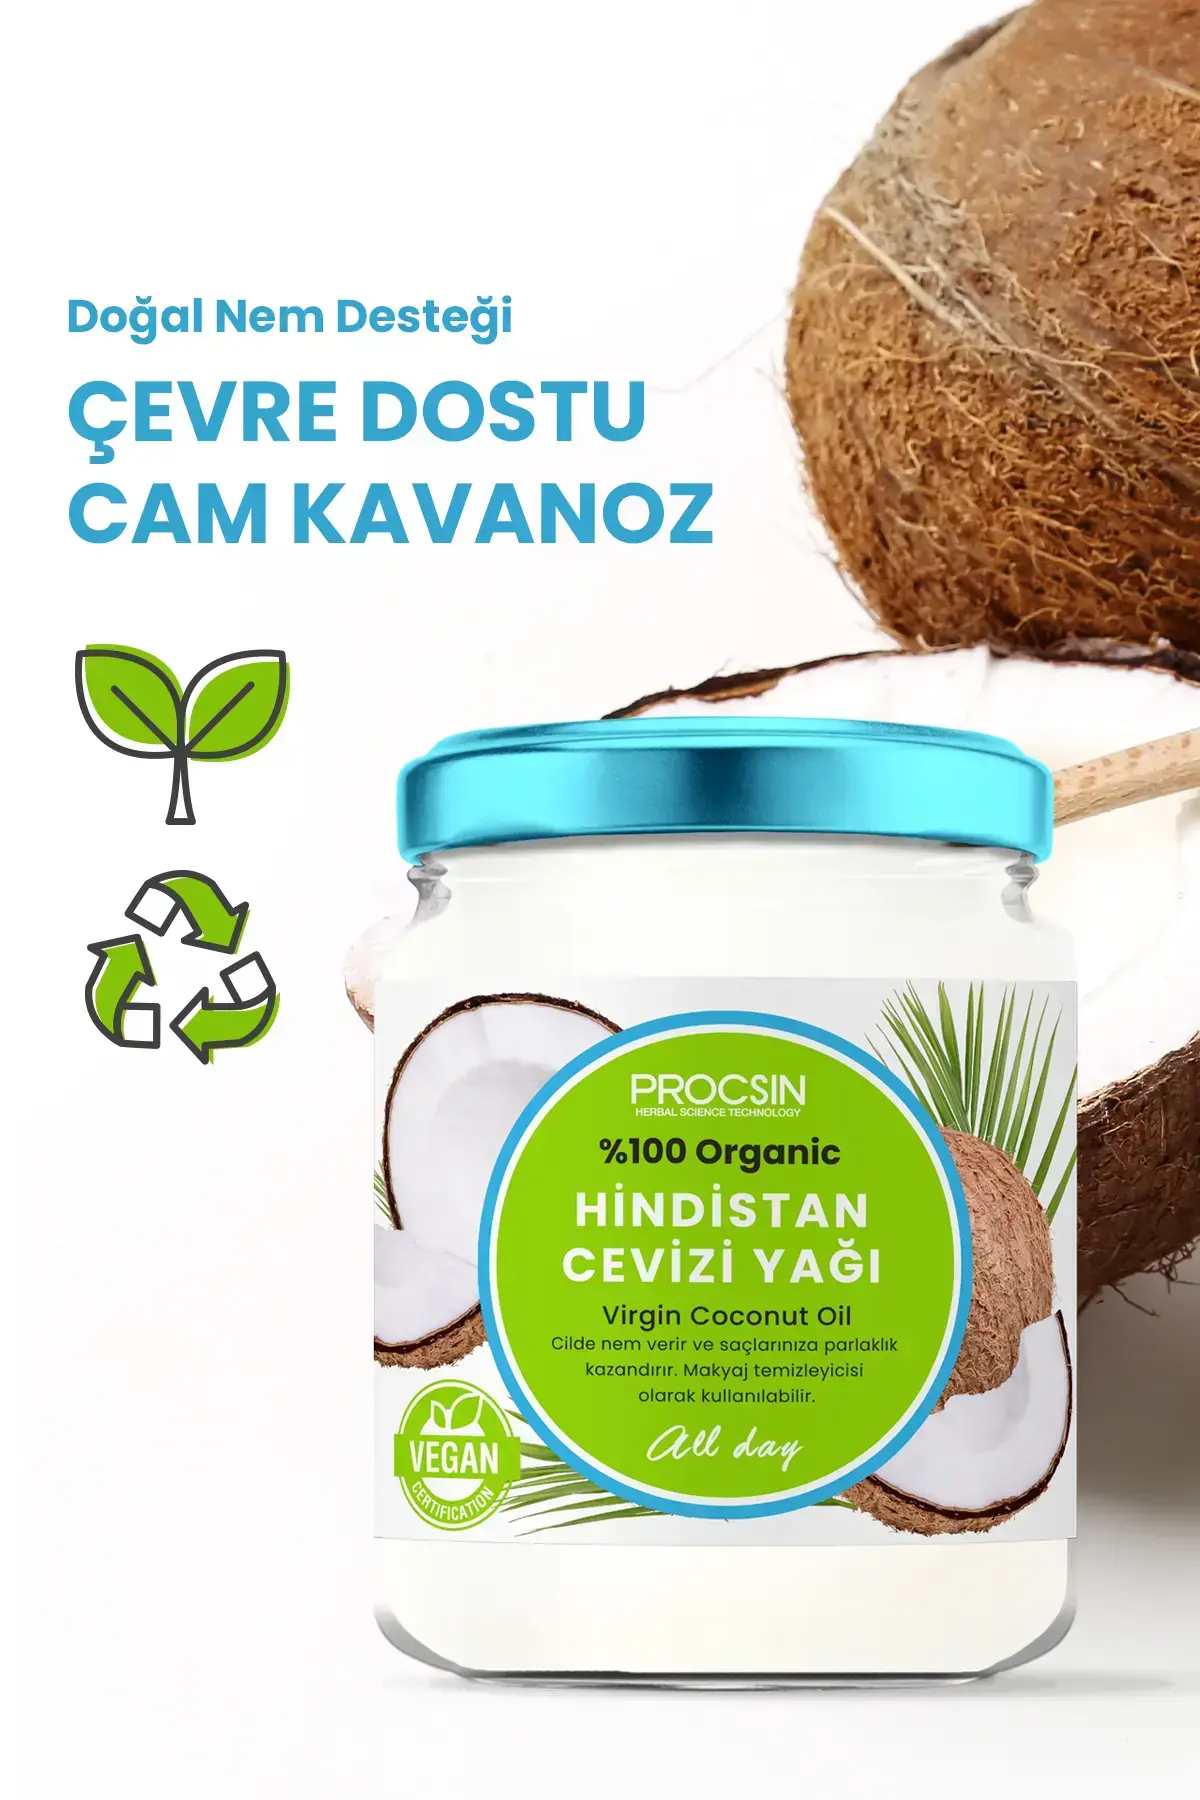 Doğal Nem Desteği
ÇEVRE DOSTU
CAM KAVANOZ
PROCSIN
HERBAL SCIENCE TECHNOLOGY
%100 Organic
HİNDİSTAN
CEVİZİ YAĞI
Virgin Coconut Oil
Cilde nem verir ve saçlarınıza parlaklık
kazandırır. Makyaj temizleyicisi
olarak kullanılabilir.
All day
VEGAN
CERTIFICATION